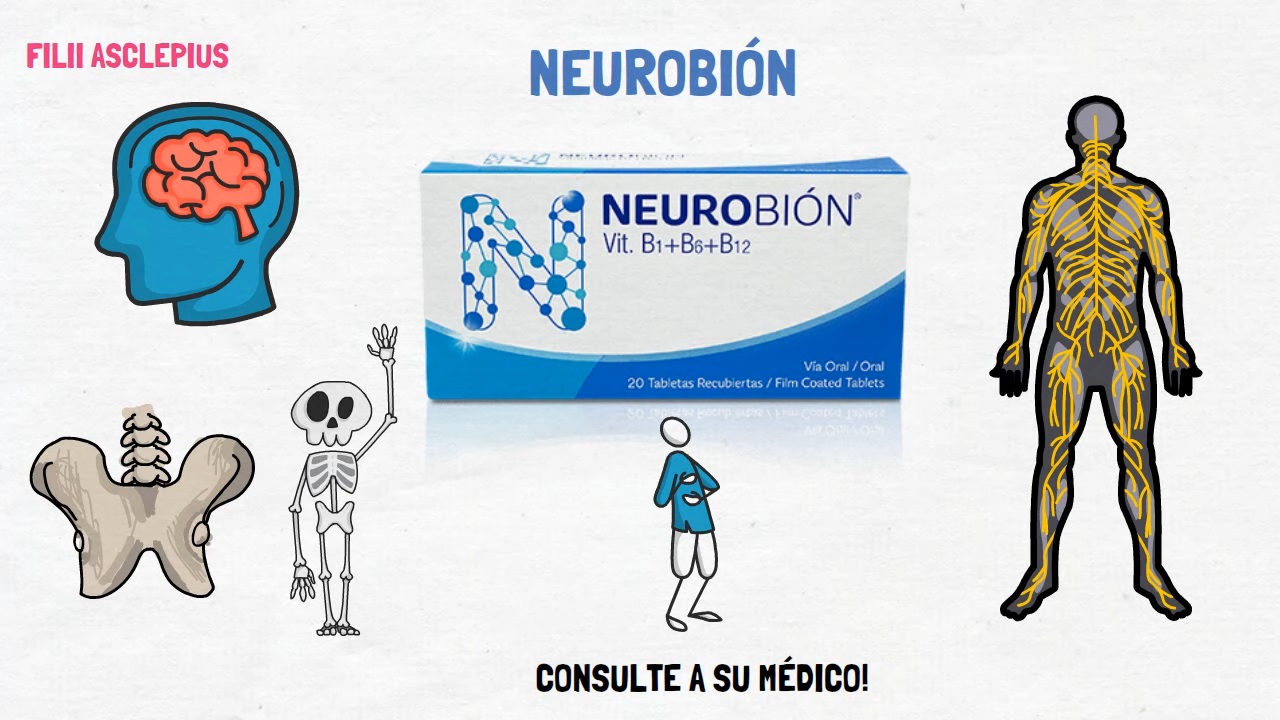 FILII ASCLEPIUS
NEUROBIÓN
NEUROBIÓN®
Vit. B1+B6+B12
Vía Oral / Oral
20 Tabletas Recubiertas / Film Coated Tablets
CONSULTE A SU MÉDICO!